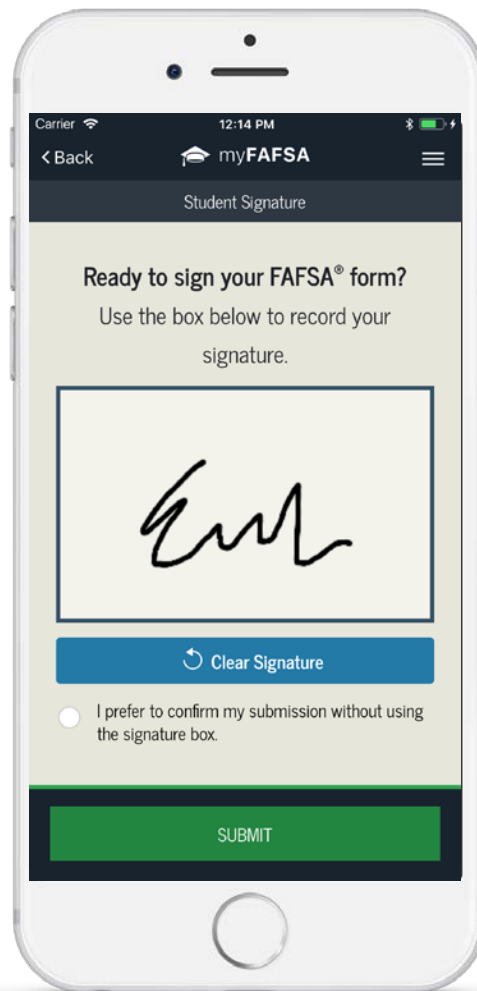 Carrier 12:14 PM
Back myFAFSA
Student Signature
Ready to sign your FAFSA® form?
Use the box below to record your
signature.
Clear Signature
I prefer to confirm my submission without using
the signature box.
SUBMIT